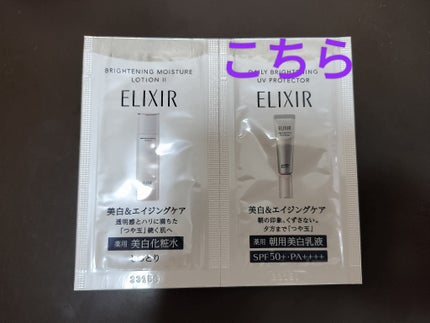 こちら
BRIGHTENING MOISTURE
LOTION II
ELIXIR
美白&エイジングケア
透明感とハリに満ちた
「つや玉」続く肌へ
薬用 美白化粧水
しっとり
DAILY BRIGHTENING
UV PROTECTOR
ELIXIR
美白&エイジングケア
朝の印象、くずさない。
夕方まで「つや玉」
薬用 朝用美白乳液
SPF50+・PA++++